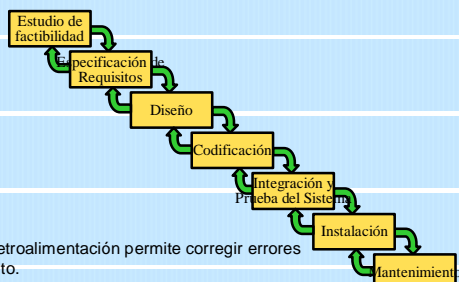 Estudio de
factibilidad
Especificación de
Requisitos
Diseño
Codificación
Integración y
Prueba del Sistema
Instalación
etroalimentación permite corregir errores
to.
Mantenimiento